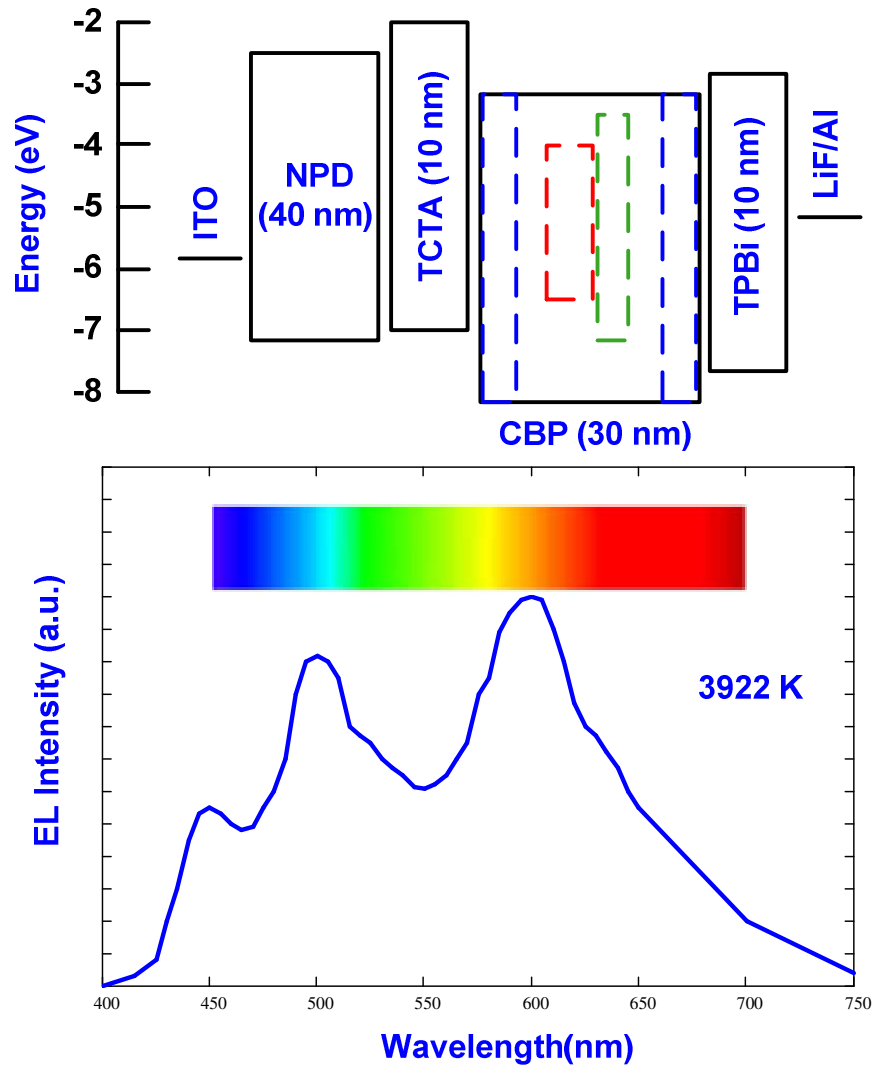 -2
-3
-4
-5
-6
-7
-8
Energy (eV)
ITO
NPD
(40 nm)
TCTA (10 nm)
TPBi (10 nm)
LiF/Al
CBP (30 nm)
EL Intensity (a.u.)
3922 K
400
450
500
550
600
650
700
750
Wavelength(nm)